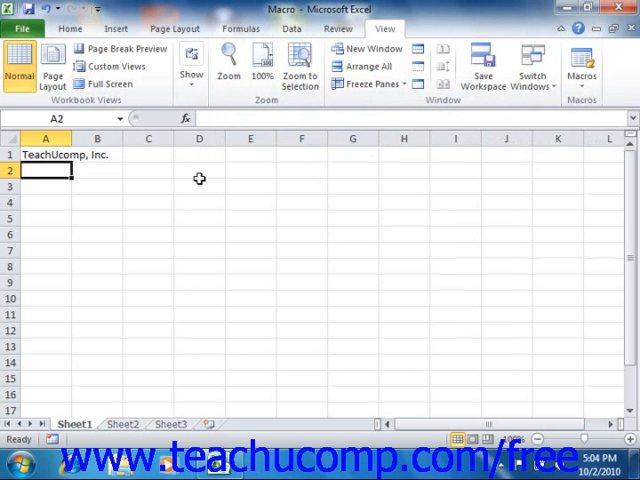 Macro - Microsoft Excel
File Home Insert Page Layout Formulas Data Review View
Normal
Page Layout
Page Break Preview
Custom Views
Full Screen
Workbook Views
Show
Zoom
100%
Zoom to Selection
Zoom
New Window
Arrange All
Freeze Panes
Save Workspace
Switch Windows
Window
Macros
Macros
A2 fx
A B C D E F G H I J K L
1 TeachUcomp, Inc.
2
3
4
5
6
7
8
9
10
11
12
13
14
15
16
17
Sheet1 Sheet2 Sheet3
Ready 100%
www.teachucomp.com/free
5:04 PM
10/2/2010